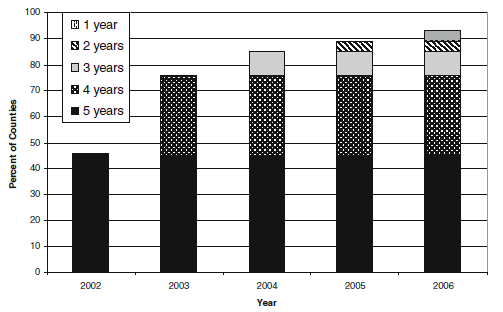 100
90
80
70
60
50
40
30
20
10
0
Percent of Counties
1 year
2 years
3 years
4 years
5 years
2002 2003 2004 2005 2006
Year